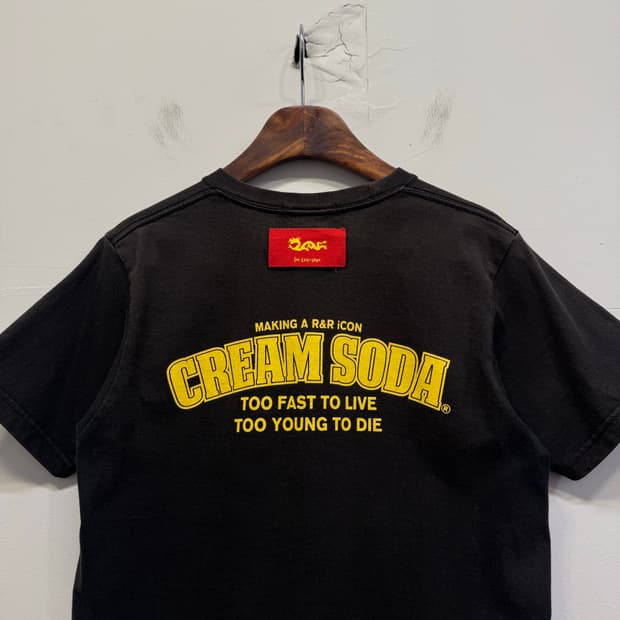 MAKING A R&R iCON
CREAM SODA®
TOO FAST TO LIVE
TOO YOUNG TO DIE